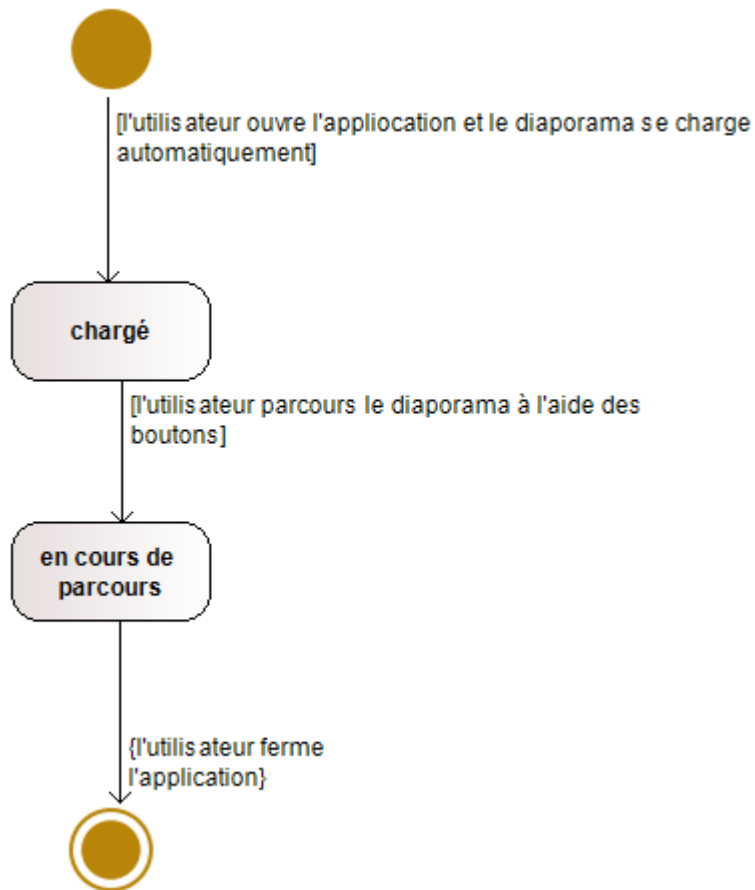 [l'utilisateur ouvre l'appliocation et le diaporama se charge
automatiquement]
chargé
[l'utilisateur parcours le diaporama à l'aide des
boutons]
en cours de
parcours
{l'utilisateur ferme
l'application}